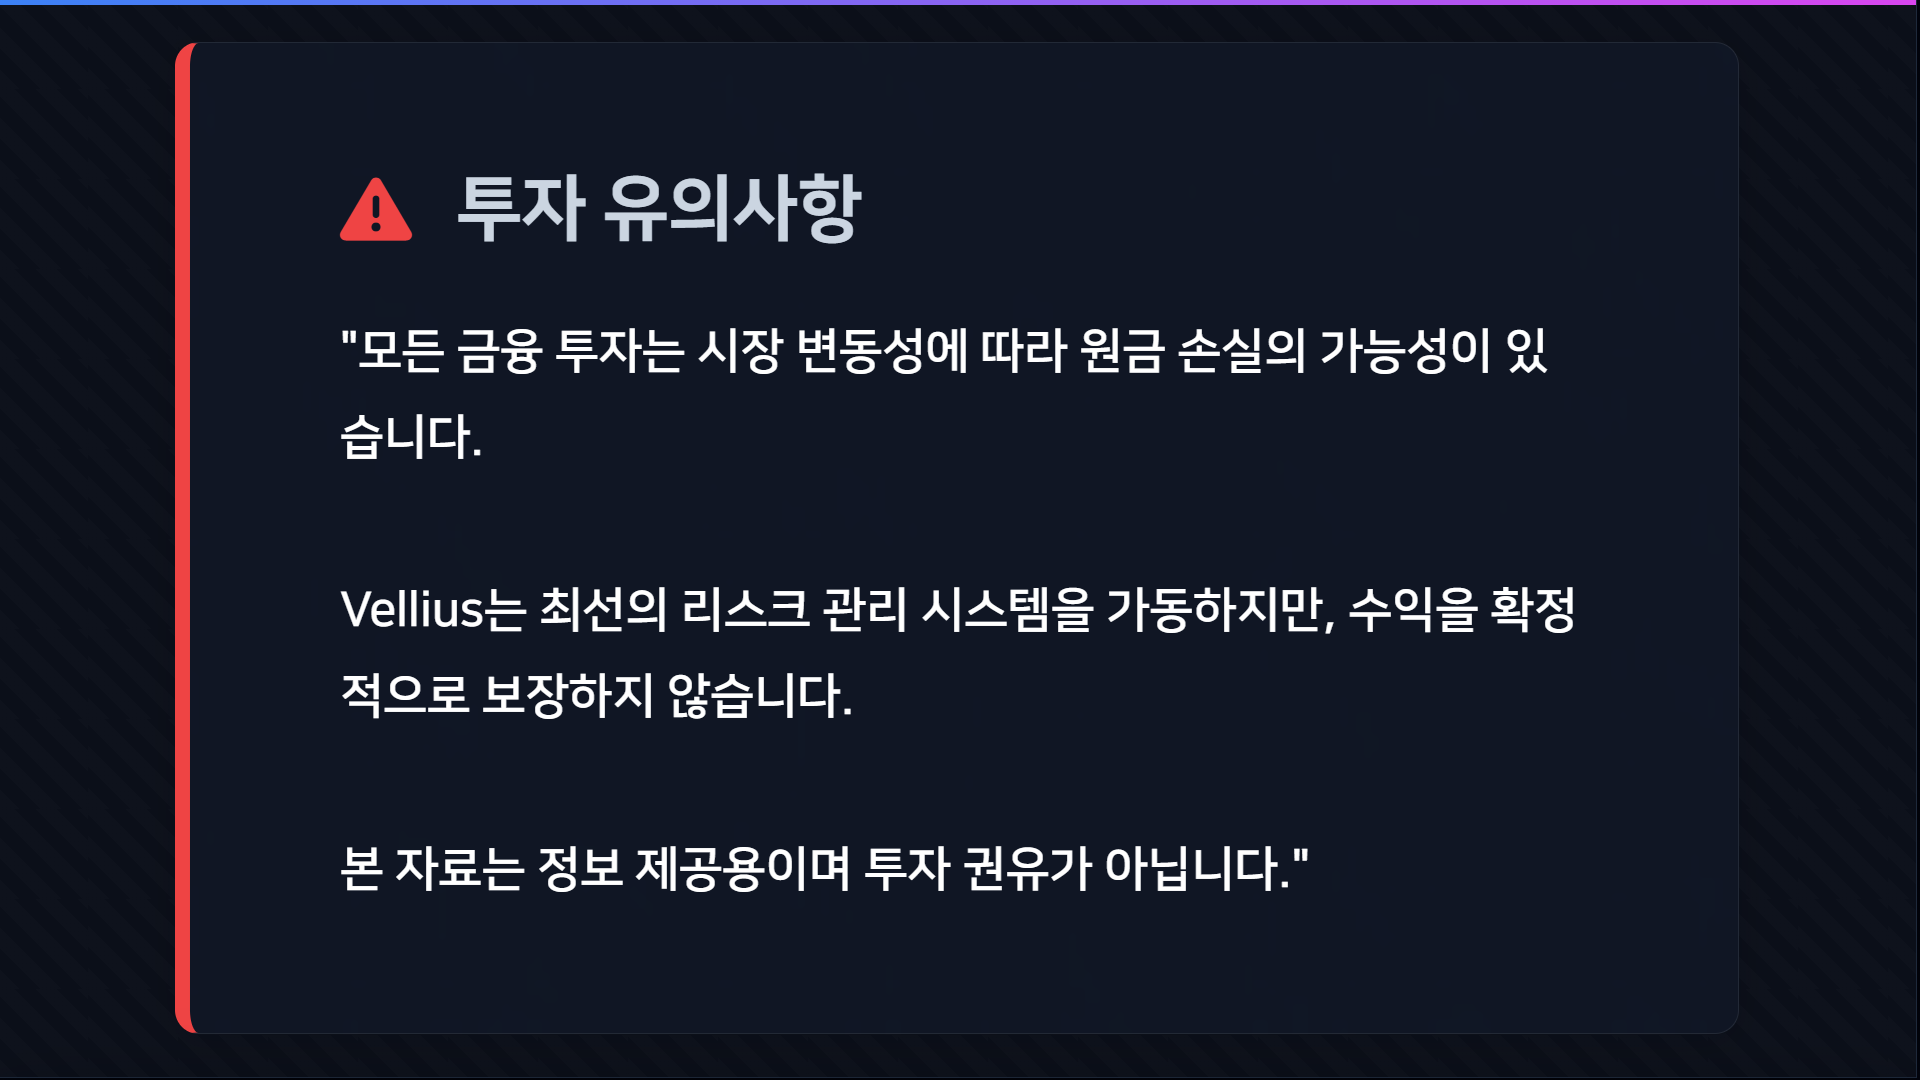 투자 유의사항
"모든 금융 투자는 시장 변동성에 따라 원금 손실의 가능성이 있
습니다.
Vellius는 최선의 리스크 관리 시스템을 가동하지만, 수익을 확정
적으로 보장하지 않습니다.
본 자료는 정보 제공용이며 투자 권유가 아닙니다."